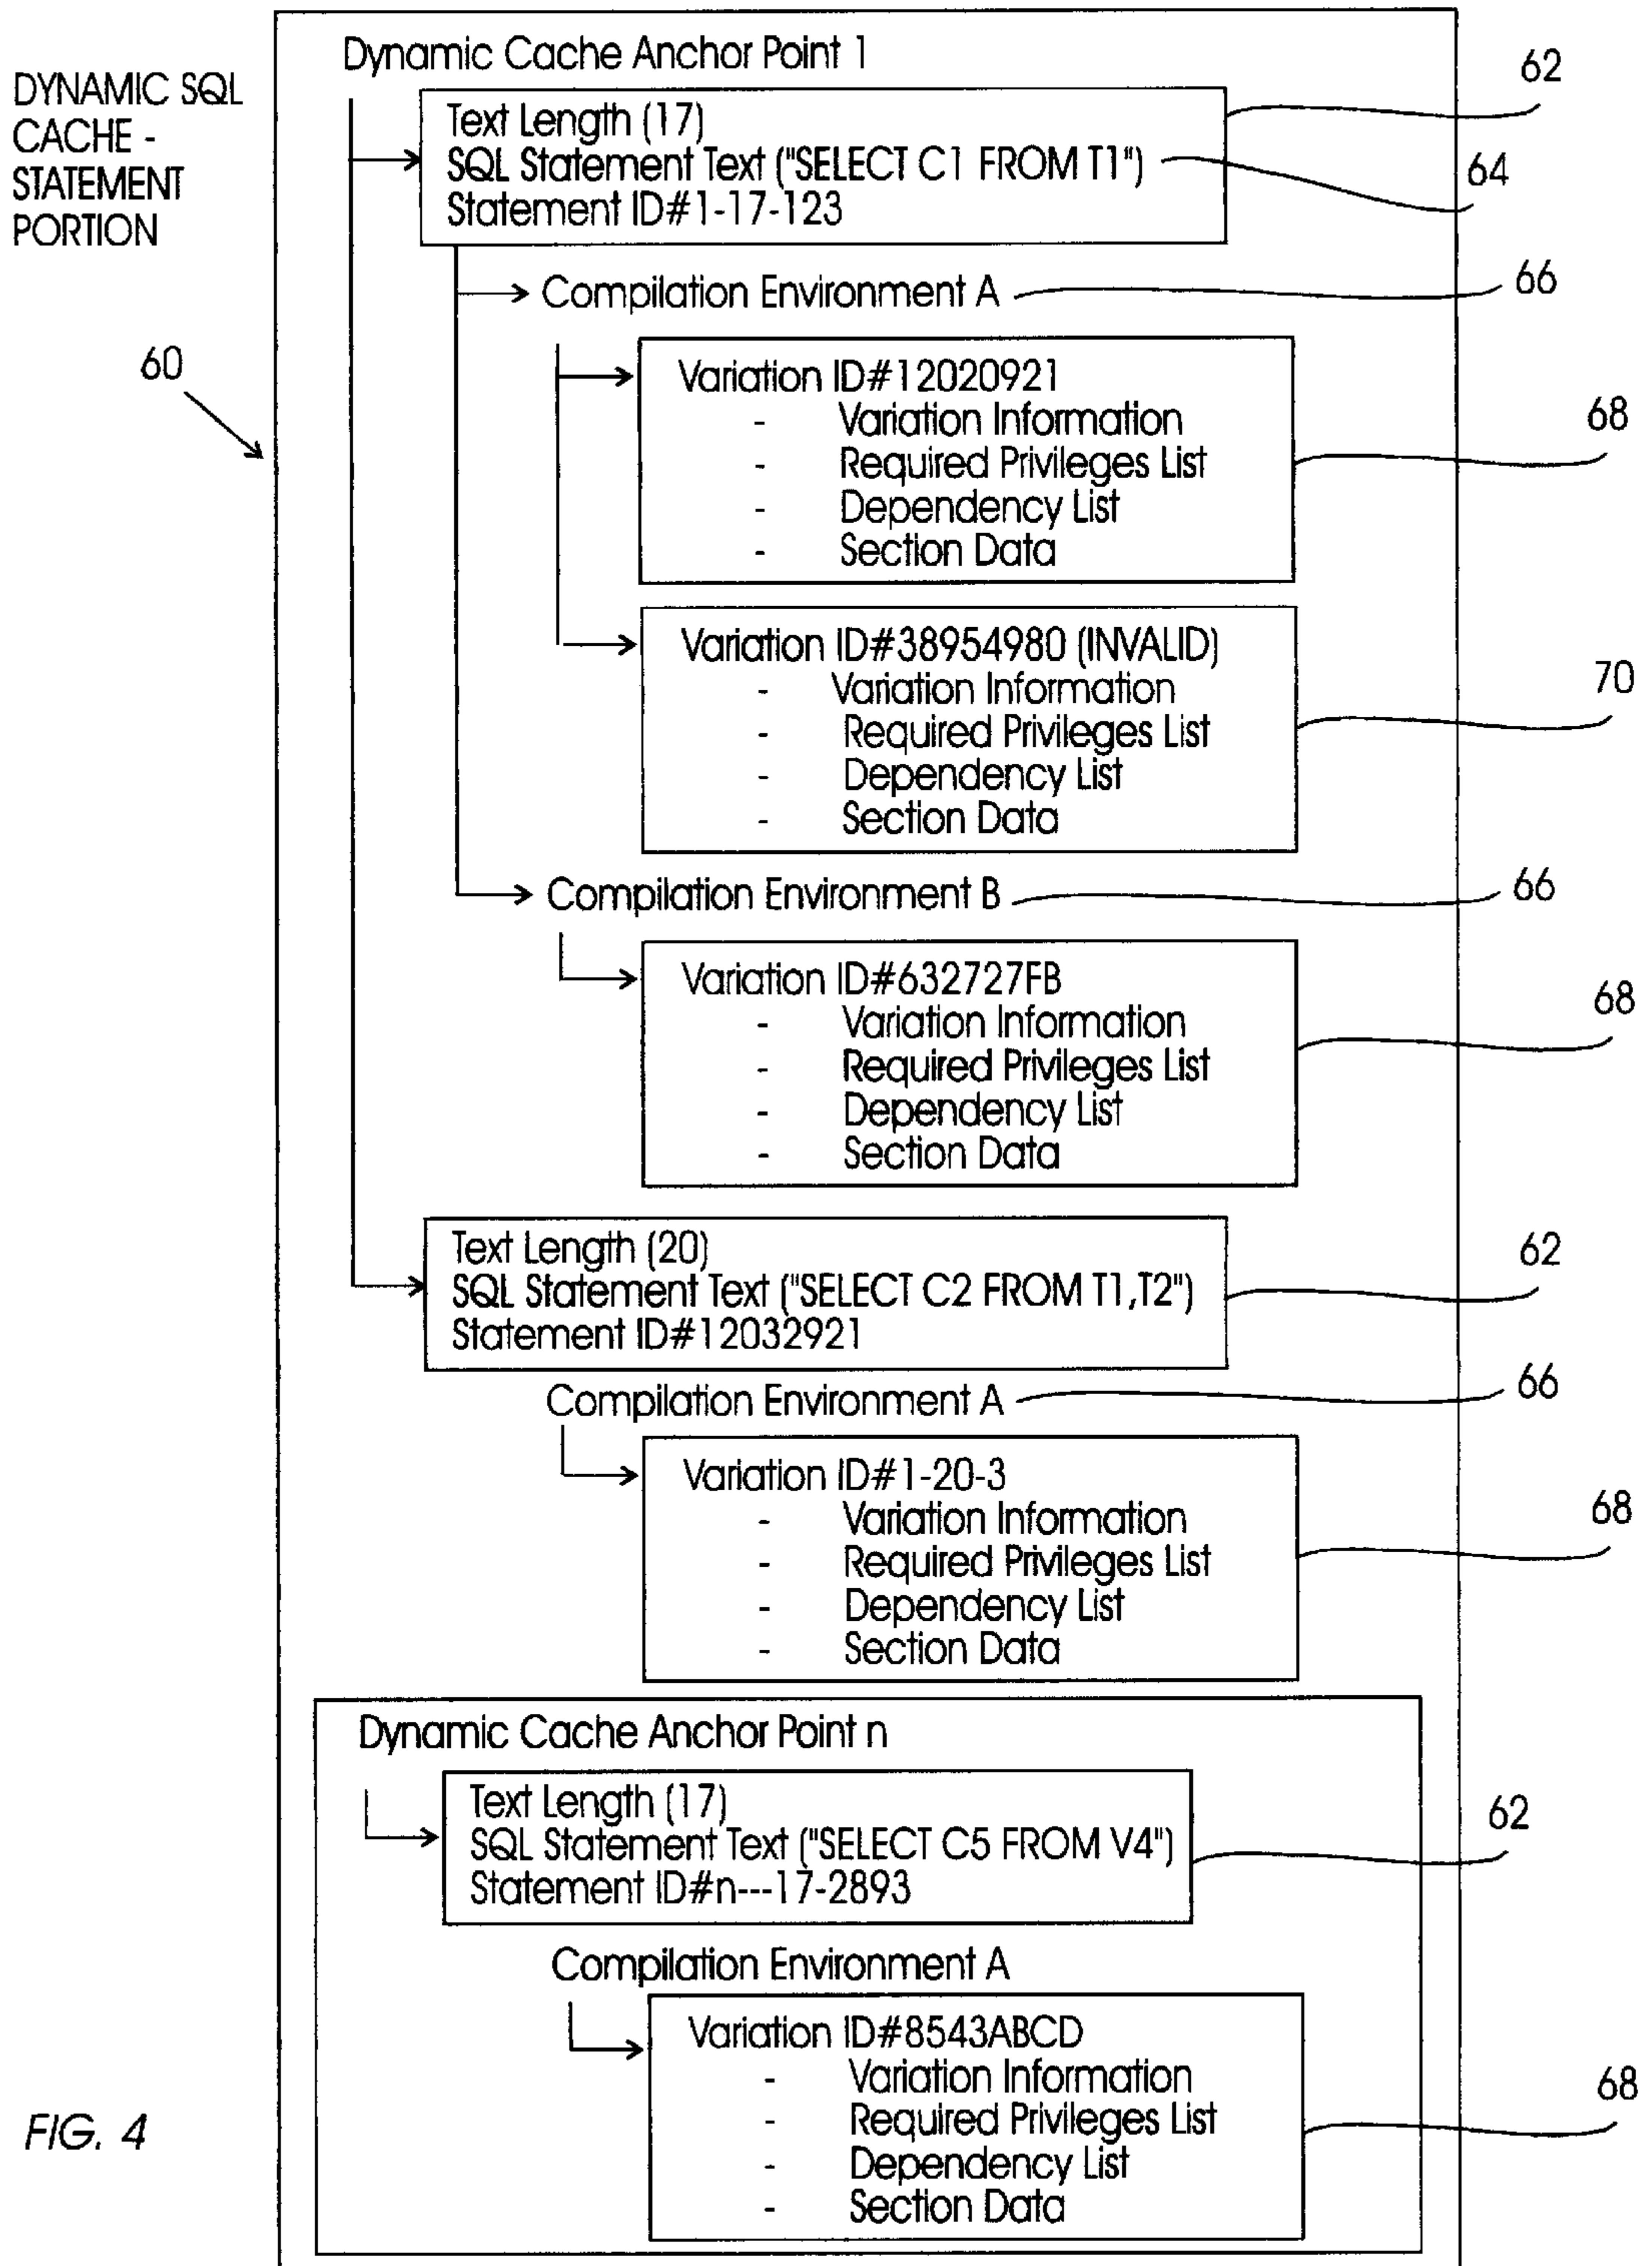 DYNAMIC SQL
CACHE -
STATEMENT
PORTION
60
Dynamic Cache Anchor Point 1
Text Length (17)
SQL Statement Text ("SELECT C1 FROM T1")
Statement ID#1-17-123
62
64
Compilation Environment A
66
Variation ID#12020921
- Variation Information
- Required Privileges List
- Dependency List
- Section Data
68
Variation ID#38954980 (INVALID)
- Variation Information
- Required Privileges List
- Dependency List
- Section Data
70
Compilation Environment B
66
Variation ID#632727FB
- Variation Information
- Required Privileges List
- Dependency List
- Section Data
68
Text Length (20)
SQL Statement Text ("SELECT C2 FROM T1,T2")
Statement ID#12032921
62
Compilation Environment A
66
Variation ID#1-20-3
- Variation Information
- Required Privileges List
- Dependency List
- Section Data
68
Dynamic Cache Anchor Point n
Text Length (17)
SQL Statement Text ("SELECT C5 FROM V4")
Statement ID#n---17-2893
62
Compilation Environment A
Variation ID#8543ABCD
- Variation Information
- Required Privileges List
- Dependency List
- Section Data
68
FIG. 4